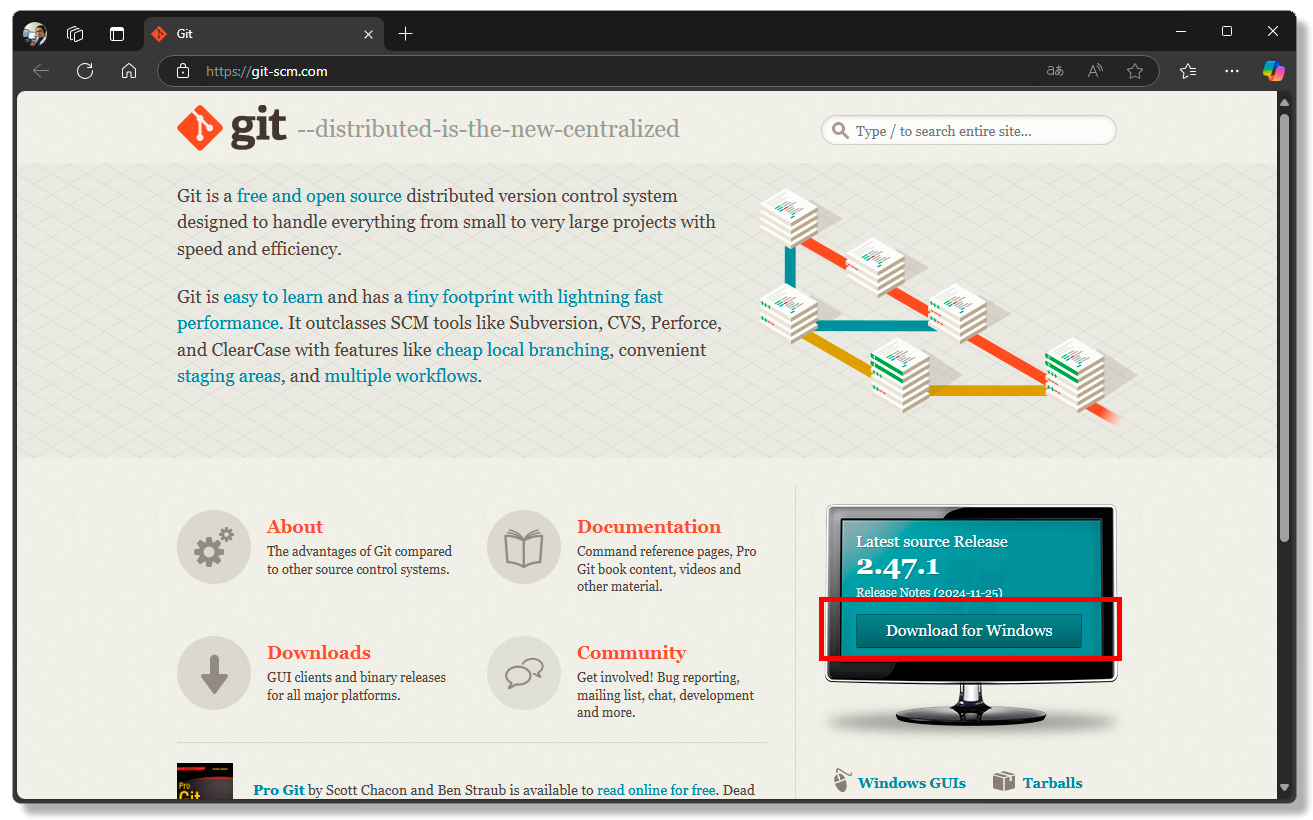 Git
https://git-scm.com
git --distributed-is-the-new-centralized
Type / to search entire site...
Git is a free and open source distributed version control system
designed to handle everything from small to very large projects with
speed and efficiency.
Git is easy to learn and has a tiny footprint with lightning fast
performance. It outclasses SCM tools like Subversion, CVS, Perforce,
and ClearCase with features like cheap local branching, convenient
staging areas, and multiple workflows.
About
The advantages of Git compared
to other source control systems.
Documentation
Command reference pages, Pro
Git book content, videos and
other material.
Downloads
GUI clients and binary releases
for all major platforms.
Community
Get involved! Bug reporting,
mailing list, chat, development
and more.
Latest source Release
2.47.1
Release Notes (2024-11-25)
Download for Windows
Windows GUIs
Tarballs
Pro
Git
Pro Git by Scott Chacon and Ben Straub is available to read online for free. Dead